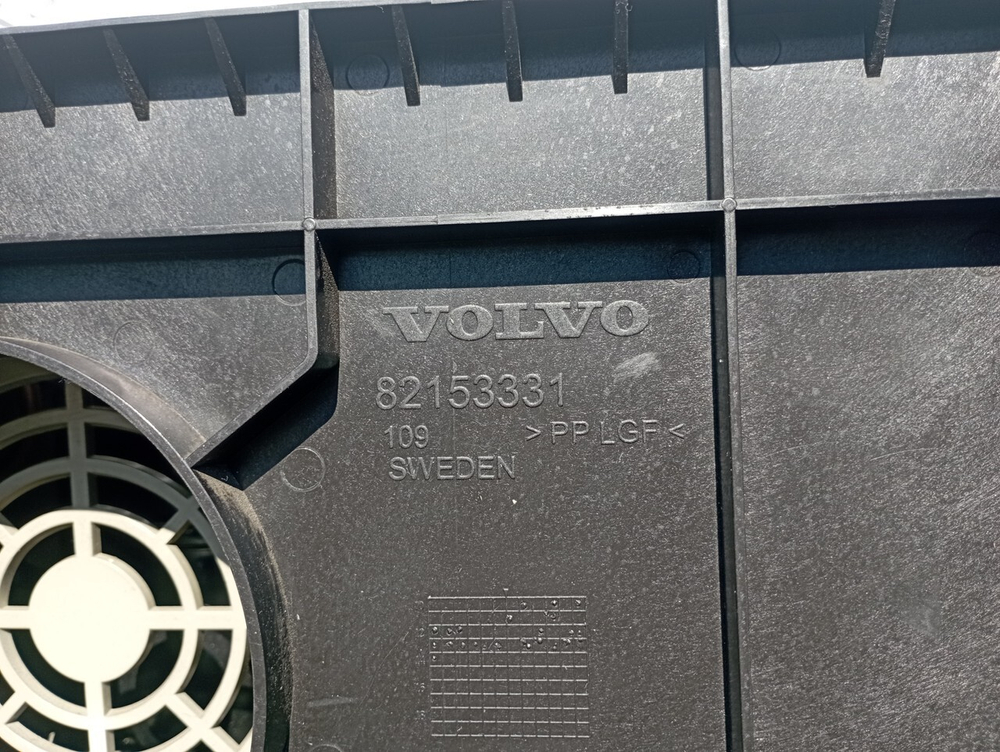 VOLVO
82153331
109 >PP LGF<
SWEDEN